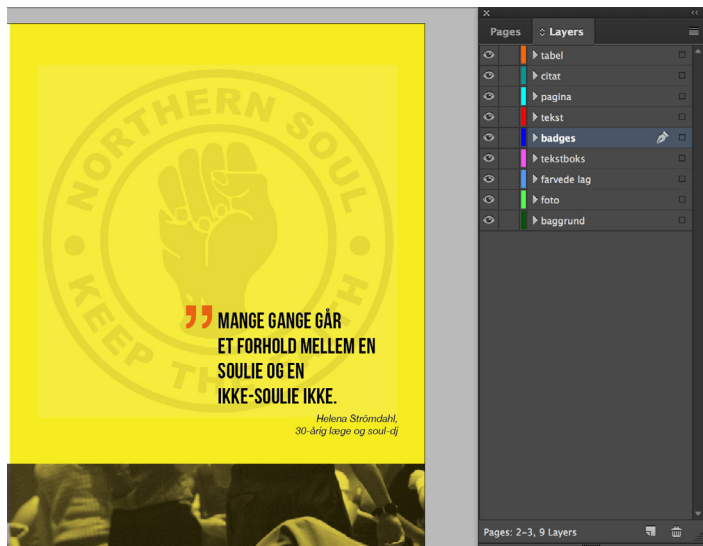 Pages
Layers
tabel
citat
pagina
tekst
badges
tekstboks
farvede lag
foto
baggrund
NORTHERN SOUL
KEEP THE FAITH
” MANGE GANGE GÅR
ET FORHOLD MELLEM EN
SOULIE OG EN
IKKE-SOULIE IKKE.
Helena Strömdahl,
30-årig læge og soul-dj
Pages: 2–3, 9 Layers